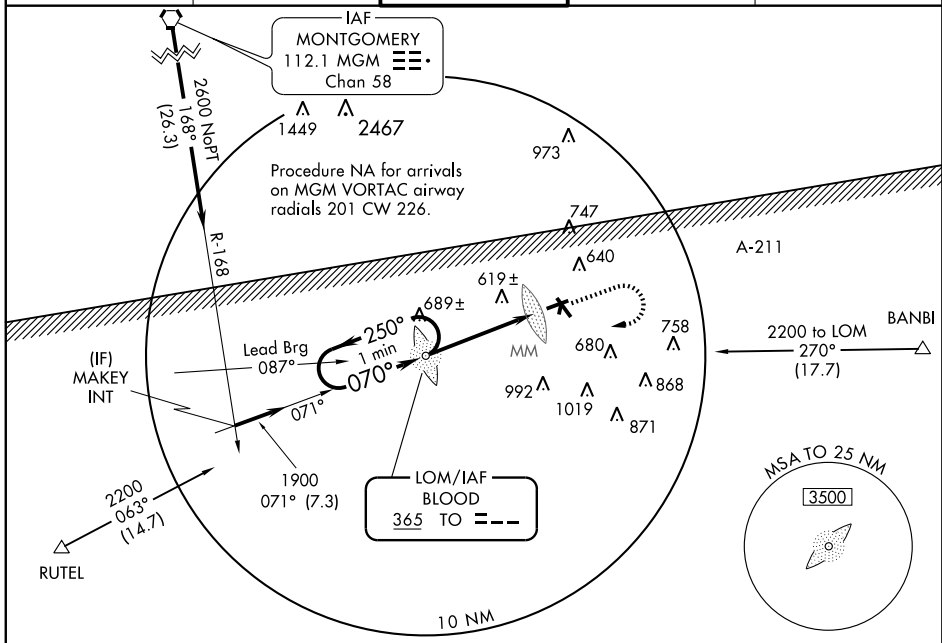 IAF
MONTGOMERY
112.1 MGM
Chan 58
2600 NoPT
168°
(26.3)
1449
2467
973
Procedure NA for arrivals
on MGM VORTAC airway
radials 201 CW 226.
747
R-168
640
A-211
619±
689±
250°
1 min
070°
Lead Brg
087°
MM
680
758
BANBI
2200 to LOM
270°
(17.7)
(IF)
MAKEY
INT
071°
992
1019
868
871
1900
071° (7.3)
LOM/IAF
BLOOD
365 TO
2200
063°
(14.7)
RUTEL
MSA TO 25 NM
3500
10 NM